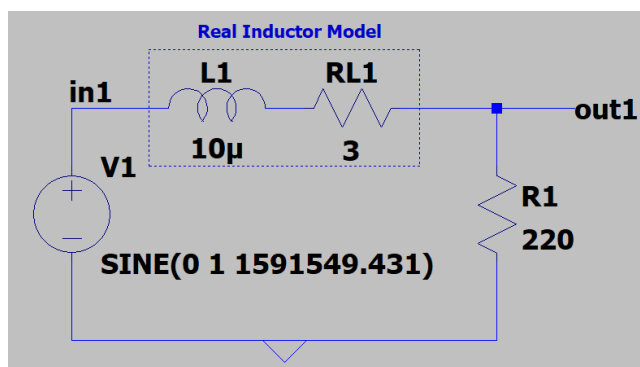 Real Inductor Model
L1
RL1
in1
out1
10µ
3
V1
R1
220
SINE(0 1 1591549.431)